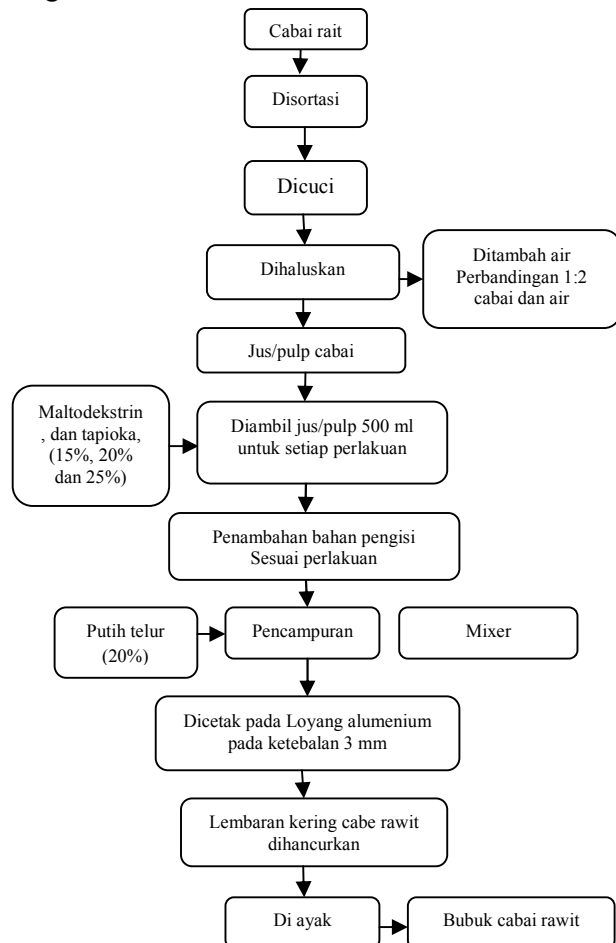 Cabai rait
Disortasi
Dicuci
Dihaluskan
Ditambah air
Perbandingan 1:2
cabai dan air
Jus/pulp cabai
Maltodekstrin
, dan tapioka,
(15%, 20%
dan 25%)
Diambil jus/pulp 500 ml
untuk setiap perlakuan
Penambahan bahan pengisi
Sesuai perlakuan
Putih telur
(20%)
Pencampuran
Mixer
Dicetak pada Loyang alumenium
pada ketebalan 3 mm
Lembaran kering cabe rawit
dihancurkan
Di ayak
Bubuk cabai rawit